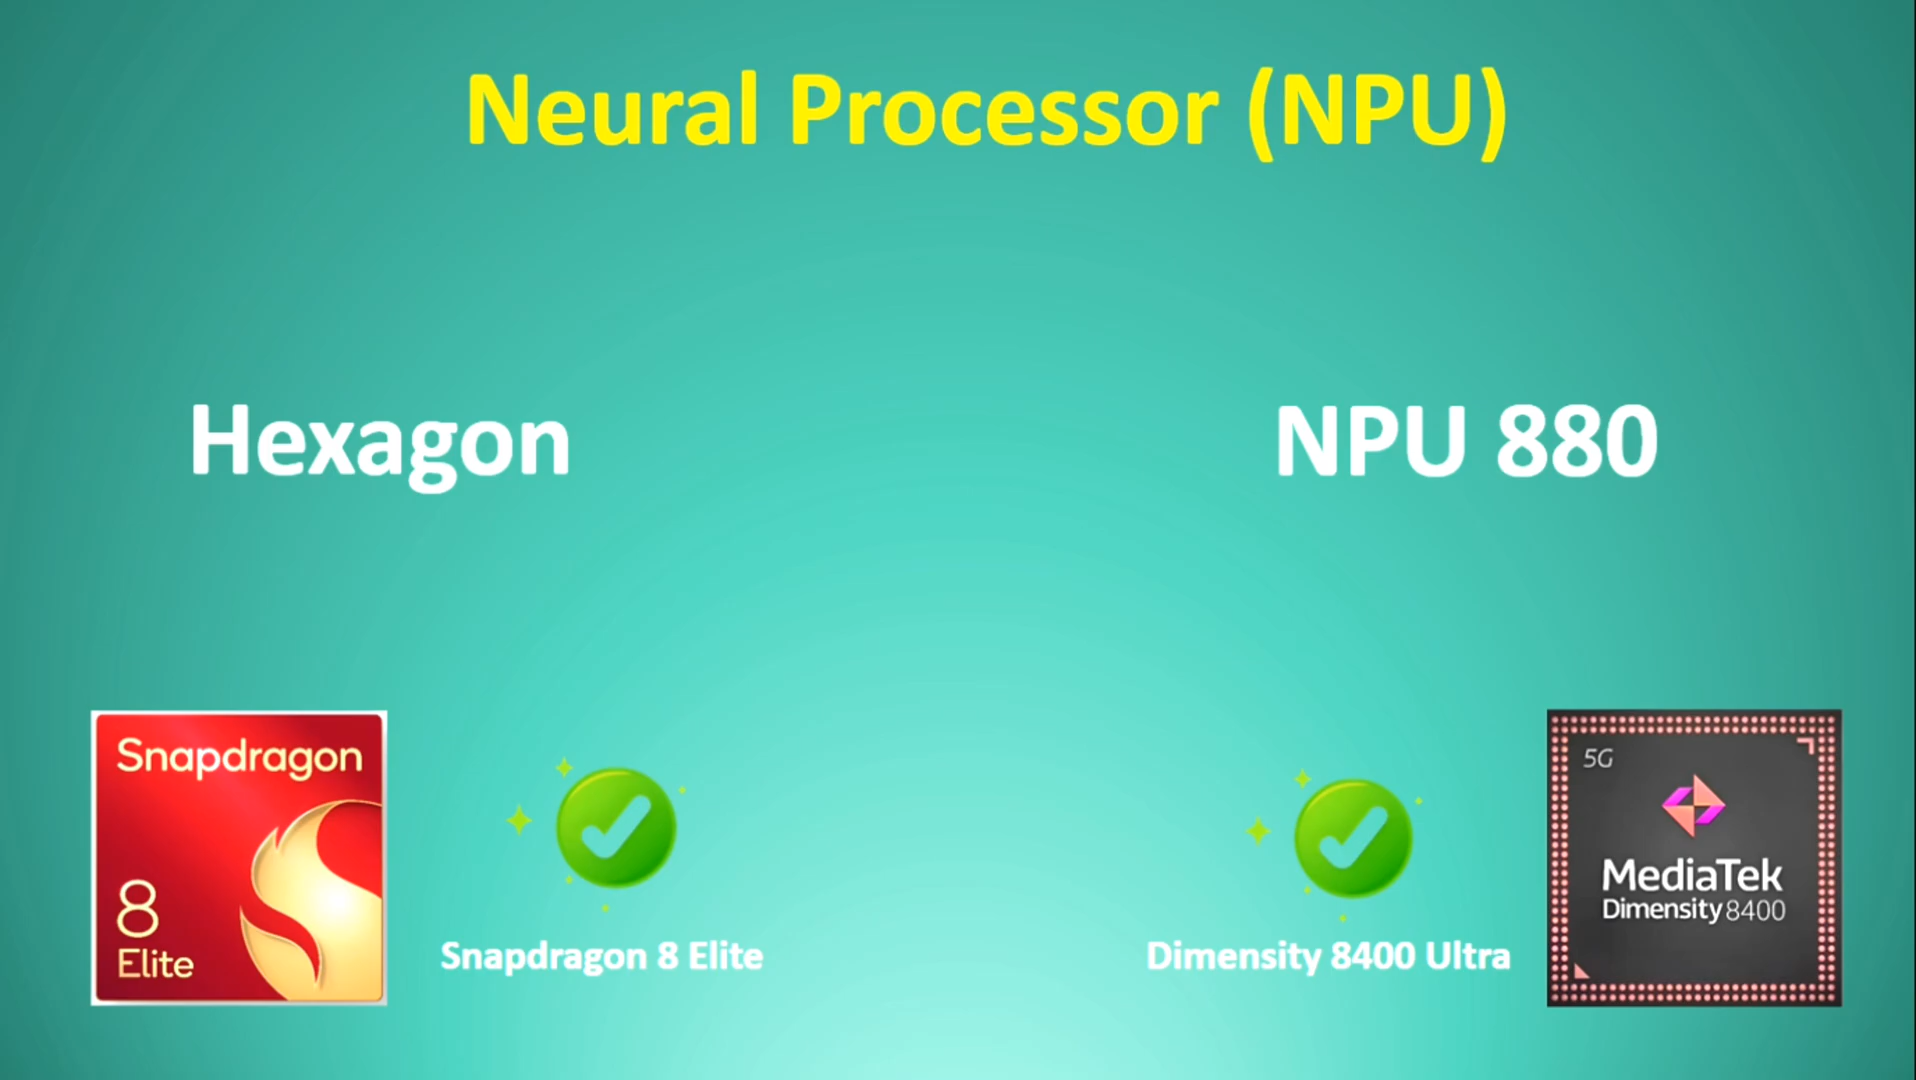 Neural Processor (NPU)
Hexagon
NPU 880
Snapdragon
8
Elite
Snapdragon 8 Elite
Dimensity 8400 Ultra
5G
MediaTek
Dimensity 8400